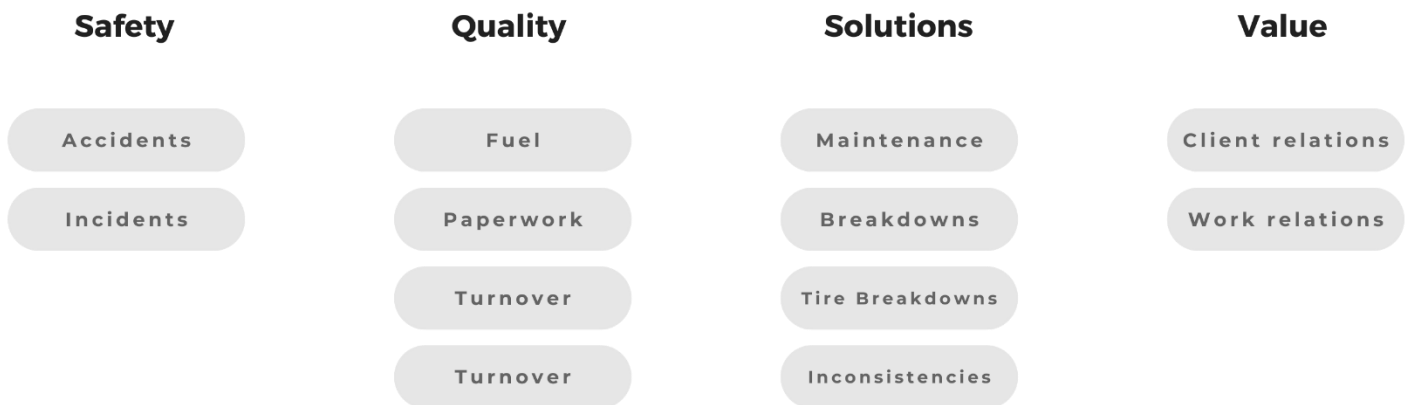 Safety
Accidents
Incidents
Quality
Fuel
Paperwork
Turnover
Turnover
Solutions
Maintenance
Breakdowns
Tire Breakdowns
Inconsistencies
Value
Client relations
Work relations